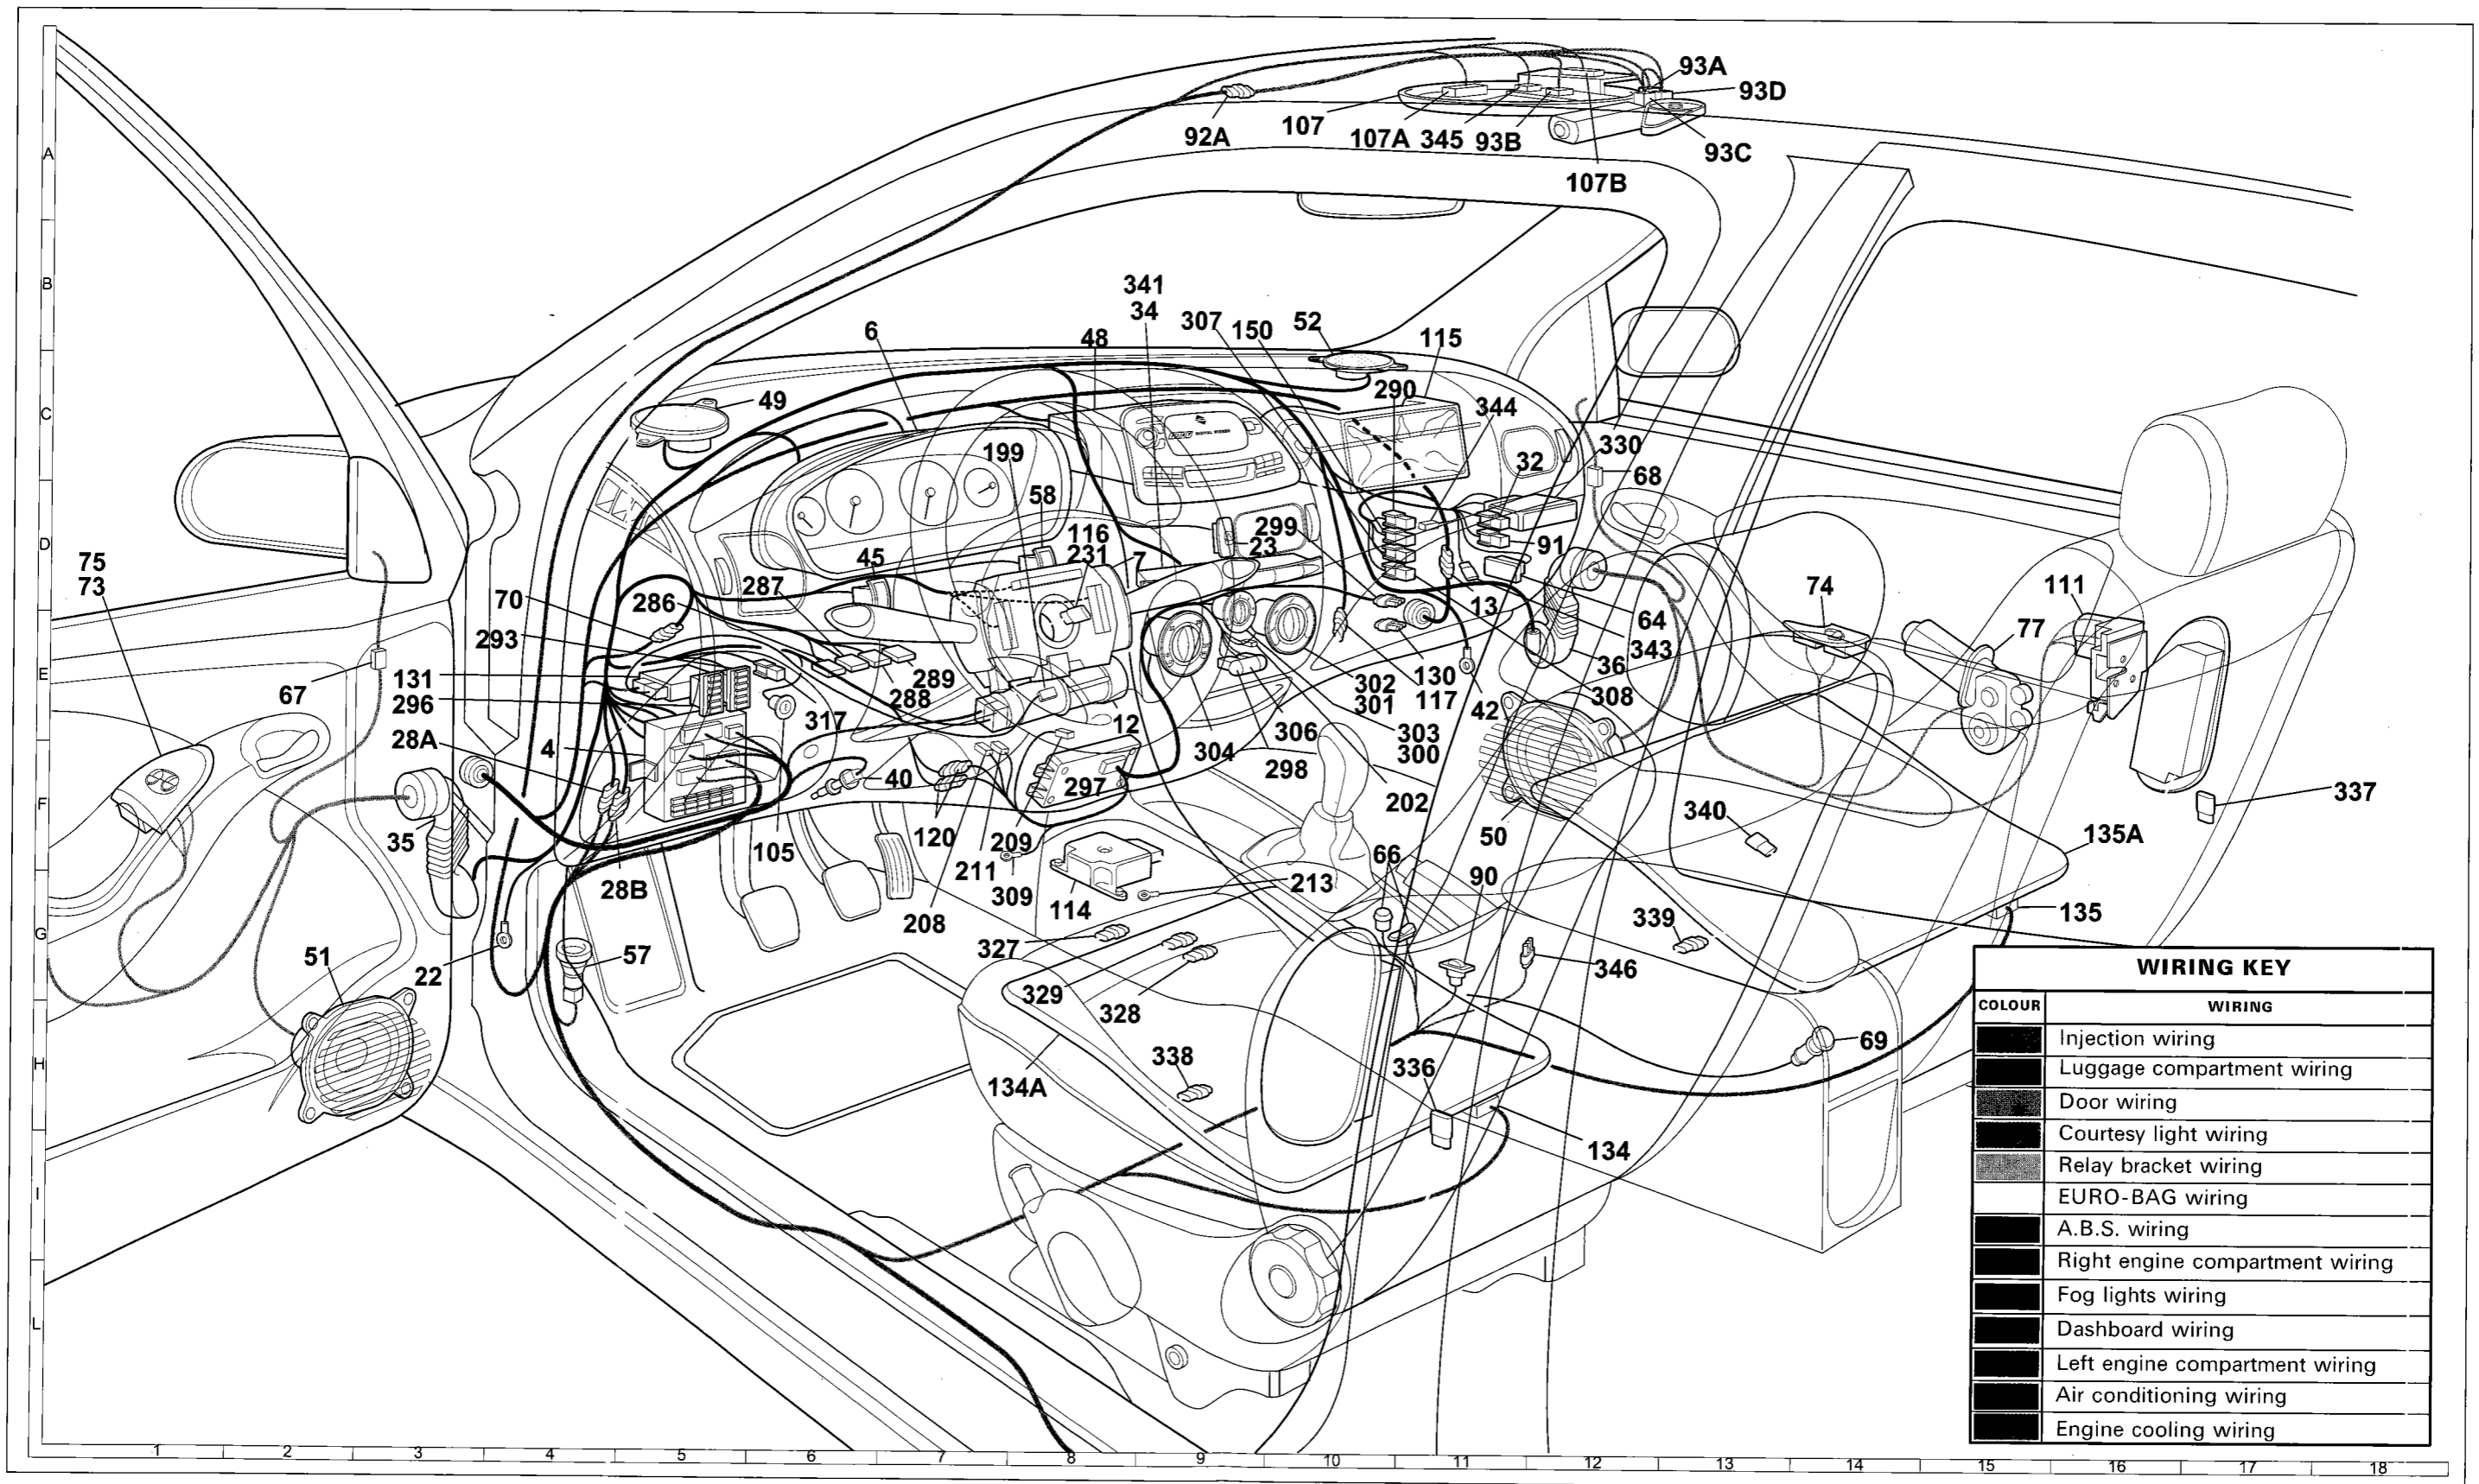 93A
93D
107
92A
107A 345 93B
93C
107B
A
B
C
D
E
F
G
H
I
L
341
34
307 150 52
6
48
115
290
344
49
199
330
32
68
58
299
116
231
7
23
91
75
73
45
287
74
111
70
286
13
64
77
293
343
130
36
131
289
302
117
308
296
288
301
67
317
12
306
42
303
28A
4
304
300
298
40
297
202
337
50
340
35
120
209
135A
105
211
66
28B
309
114
213
90
208
339
135
327
51
57
346
22
329
328
69
338
336
134A
134
WIRING KEY
COLOUR WIRING
Injection wiring
Luggage compartment wiring
Door wiring
Courtesy light wiring
Relay bracket wiring
EURO-BAG wiring
A.B.S. wiring
Right engine compartment wiring
Fog lights wiring
Dashboard wiring
Left engine compartment wiring
Air conditioning wiring
Engine cooling wiring
1 2 3 4 5 6 7 8 9 10 11 12 13 14 15 16 17 18